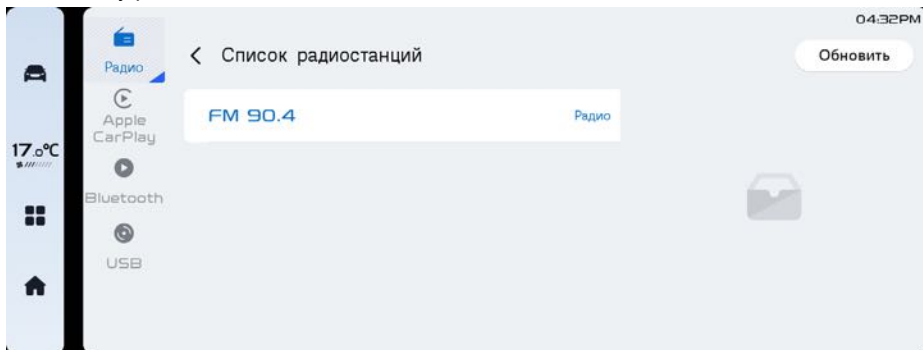 04:32PM
Радио
Список радиостанций
Обновить
Apple
CarPlay
FM 90.4
Радио
17.0°C
Bluetooth
USB